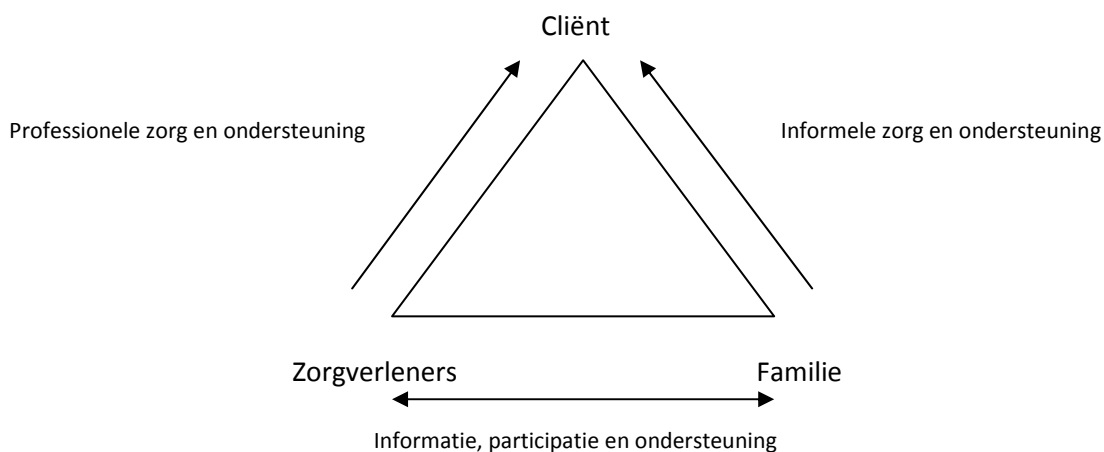 Cliënt
Professionele zorg en ondersteuning
Informele zorg en ondersteuning
Zorgverleners
Familie
Informatie, participatie en ondersteuning